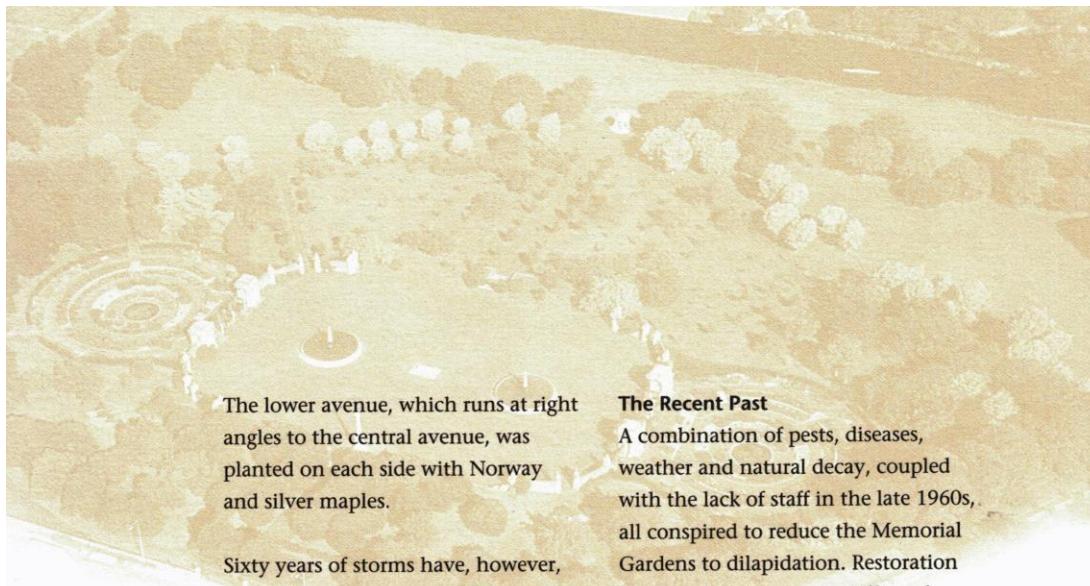 The lower avenue, which runs at right
angles to the central avenue, was
planted on each side with Norway
and silver maples.
Sixty years of storms have, however,
The Recent Past
A combination of pests, diseases,
weather and natural decay, coupled
with the lack of staff in the late 1960s,
all conspired to reduce the Memorial
Gardens to dilapidation. Restoration